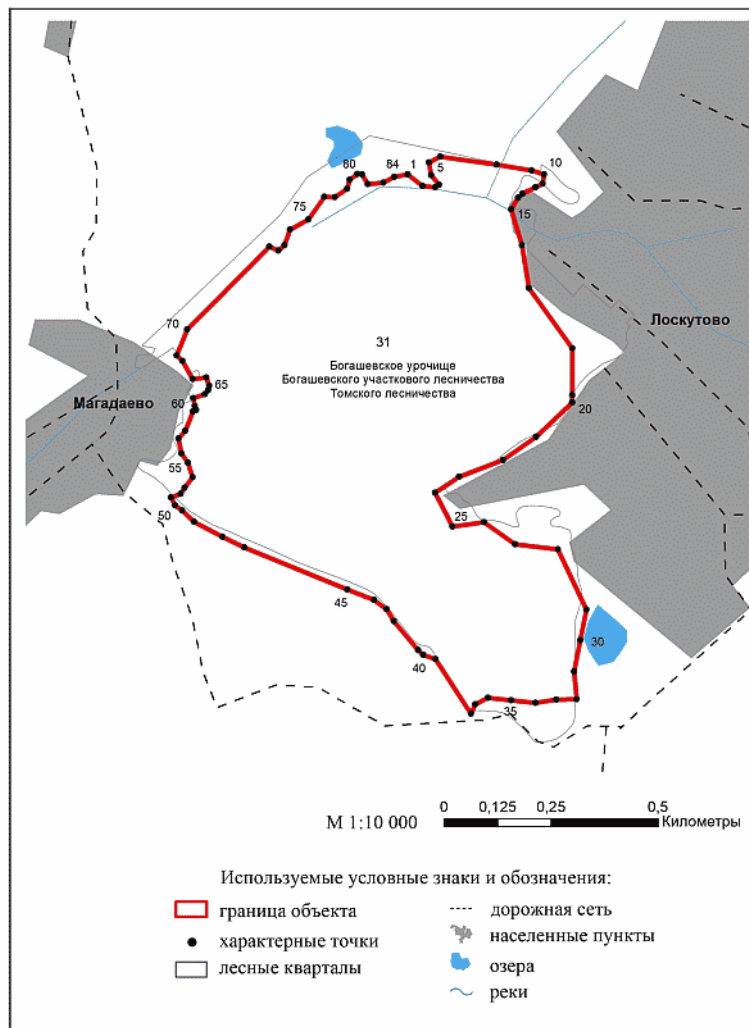 80
84
1
5
10
75
15
70
31
Лоскутово
Богашевское урочище
Богашевского участкового лесничества
Томского лесничества
65
Магадаево
60
20
55
50
25
45
30
40
35
М 1:10 000
0 0,125 0,25 0,5
Километры
Используемые условные знаки и обозначения:
граница объекта
дорожная сеть
характерные точки
населенные пункты
лесные кварталы
озера
реки